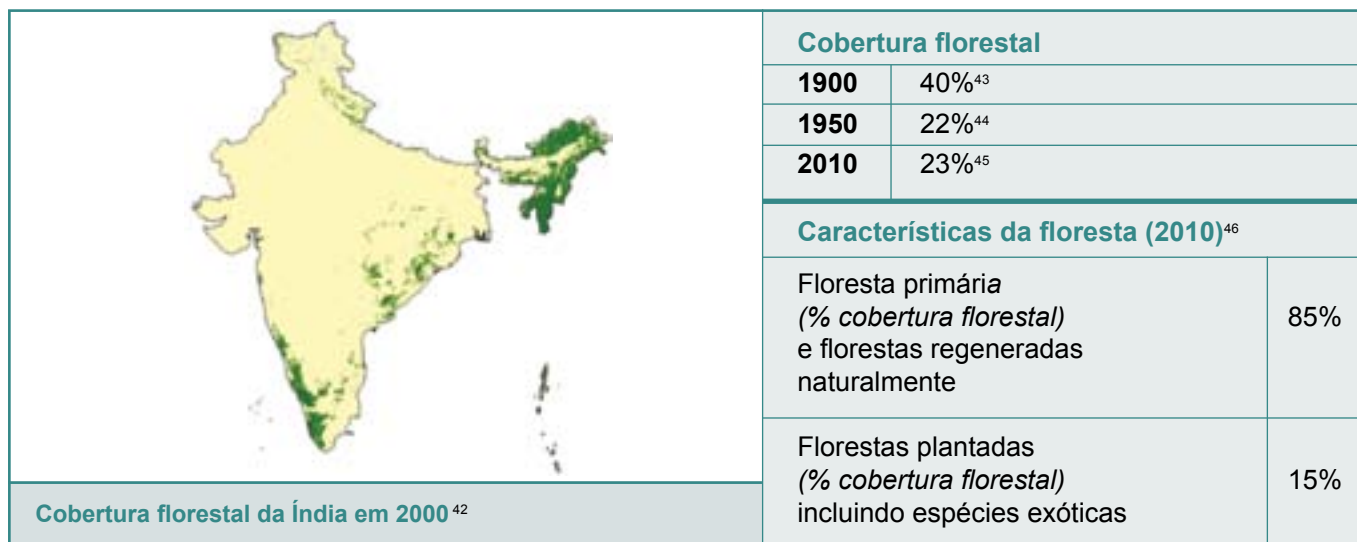 Cobertura florestal da Índia em 2000 42
Cobertura florestal
1900 40%43
1950 22%44
2010 23%45
Características da floresta (2010)46
Floresta primária
(% cobertura florestal)
e florestas regeneradas
naturalmente
85%
Florestas plantadas
(% cobertura florestal)
incluindo espécies exóticas
15%